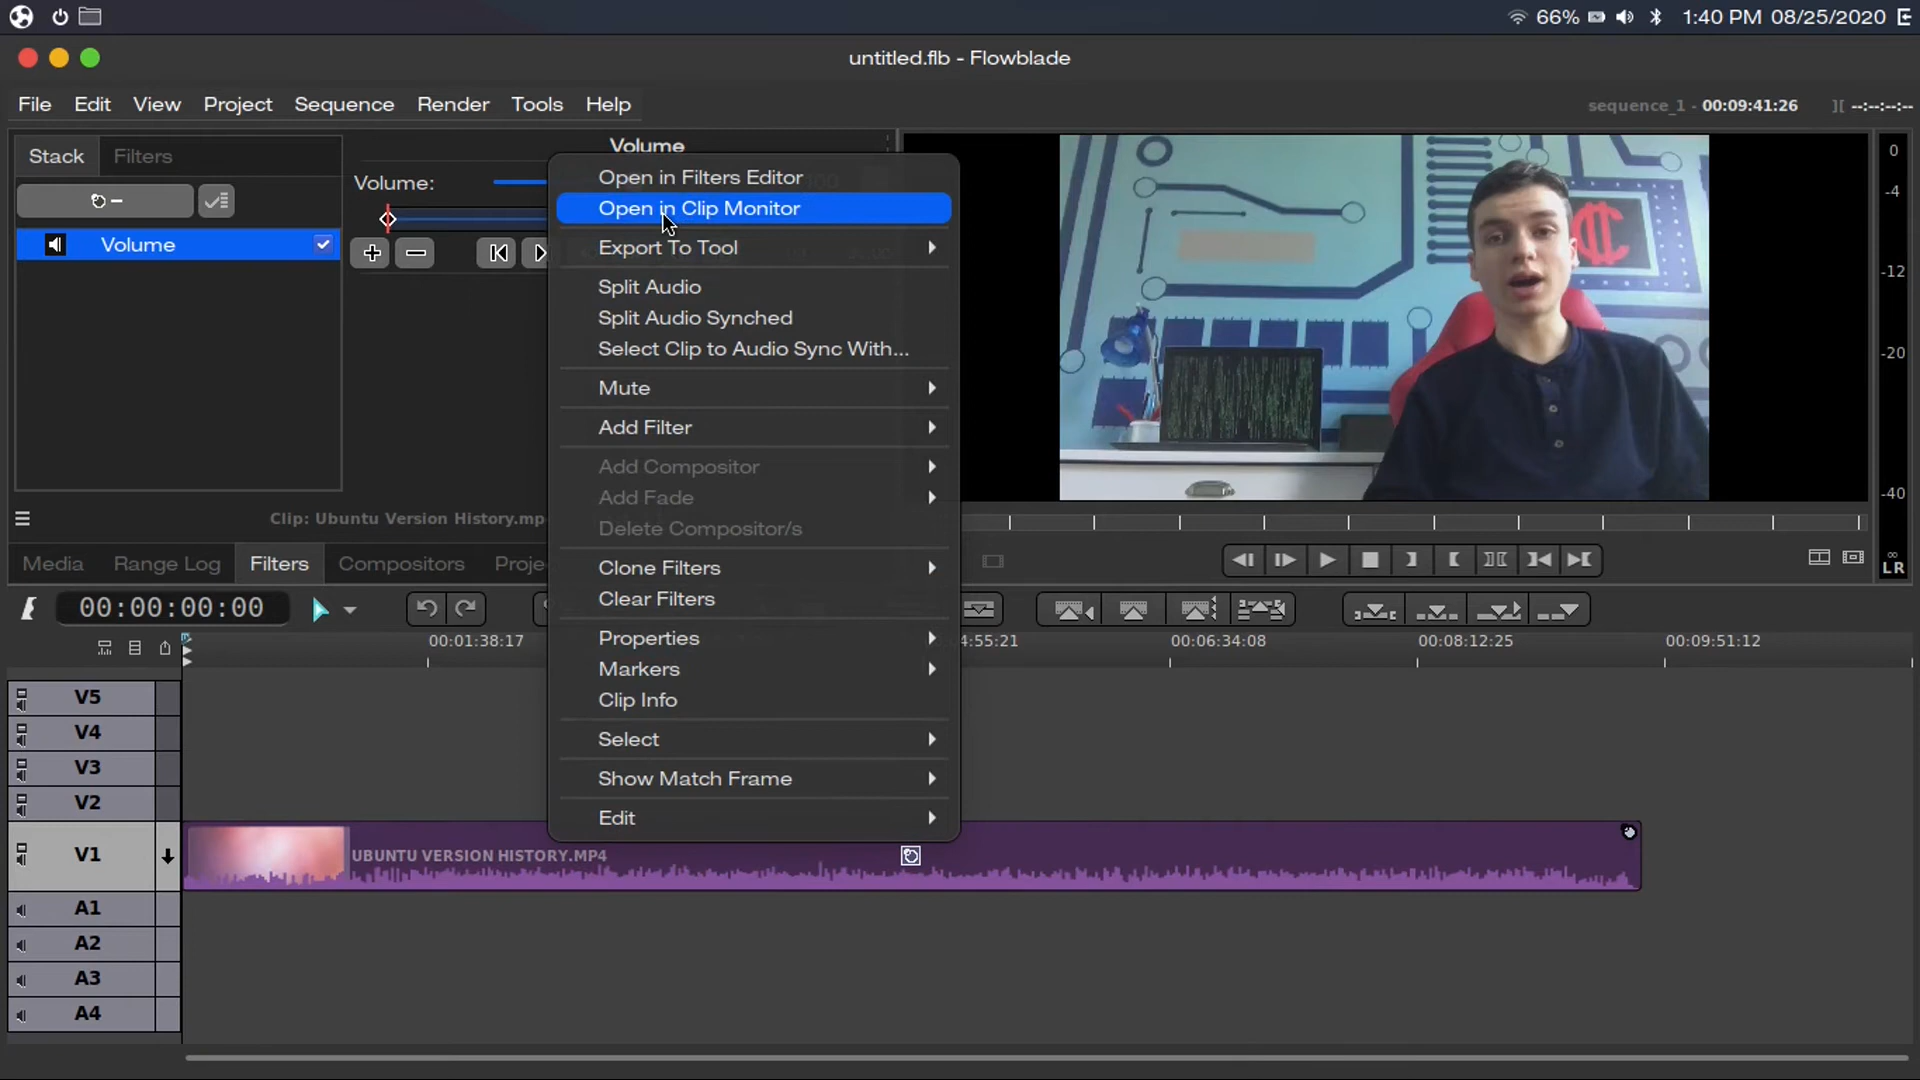 66% 1:40 PM 08/25/2020
untitled.flb - Flowblade
File Edit View Project Sequence Render Tools Help
sequence_1 - 00:09:41:26 ][ --:--:--:--
Stack Filters
Volume
Volume:
Volume
Open in Filters Editor
Open in Clip Monitor
Export To Tool
Split Audio
Split Audio Synched
Select Clip to Audio Sync With...
Mute
Add Filter
Add Compositor
Add Fade
Delete Compositor/s
Clone Filters
Clear Filters
Properties
Markers
Clip Info
Select
Show Match Frame
Edit
0
-4
-12
-20
-40
∞
LR
Clip: Ubuntu Version History.mp
Media Range Log Filters Compositors Proje
00:00:00:00
00:01:38:17 4:55:21 00:06:34:08 00:08:12:25 00:09:51:12
V5
V4
V3
V2
V1
UBUNTU VERSION HISTORY.MP4
A1
A2
A3
A4